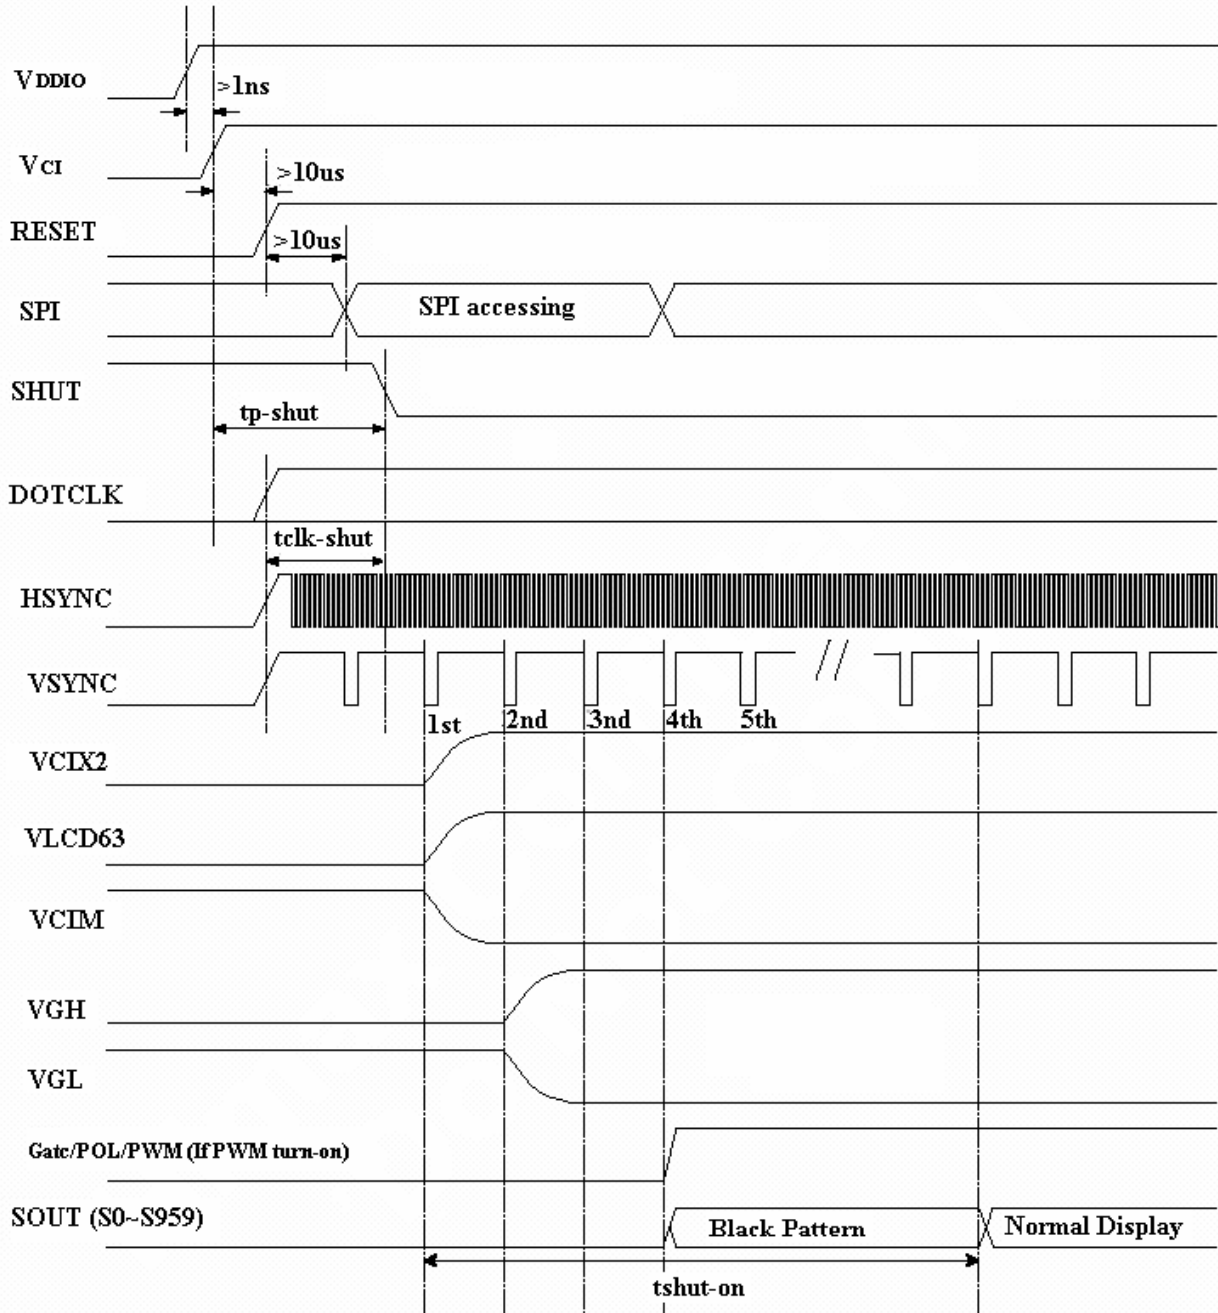 VDDIO
>1ns
VCI
>10us
RESET
>10us
SPI
SPI accessing
SHUT
tp-shut
DOTCLK
tclk-shut
HSYNC
VSYNC
1st
2nd
3nd
4th
5th
VCIX2
VLCD63
VCIM
VGH
VGL
Gate/POL/PWM (If PWM turn-on)
SOUT (S0~S959)
Black Pattern
Normal Display
tshut-on